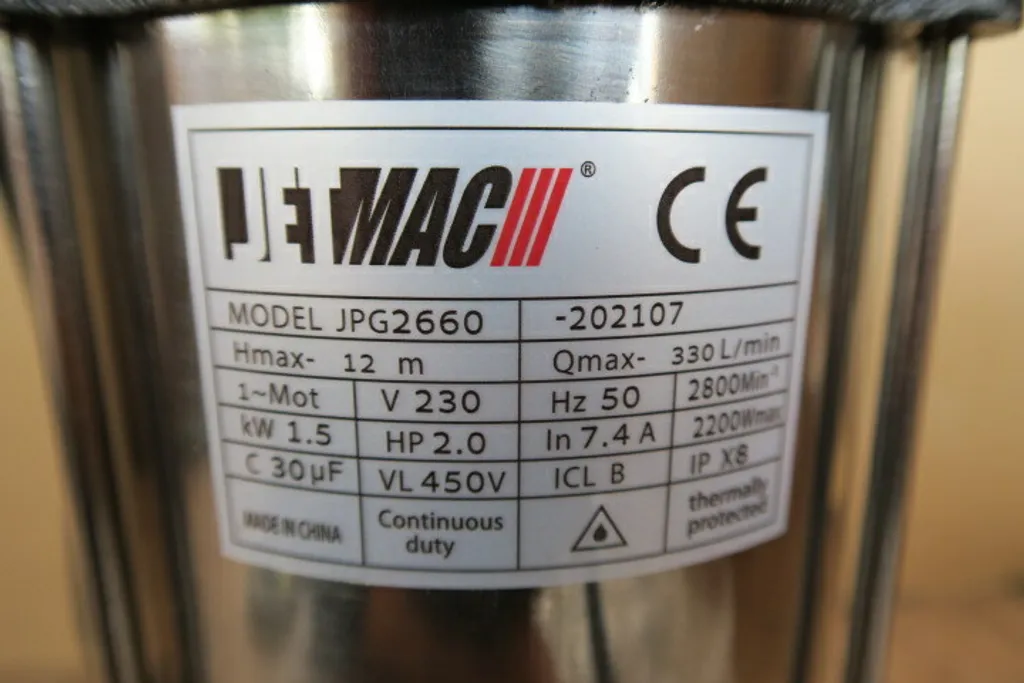 JETMAC ®
CE
MODEL JPG2660 -202107
Hmax- 12 m Qmax- 330 L/min
1~Mot V 230 Hz 50 2800Min⁻¹
kW 1.5 HP 2.0 In 7.4 A 2200Wmax
C 30µF VL 450V ICL B IP X8
MADE IN CHINA Continuous duty thermally protected